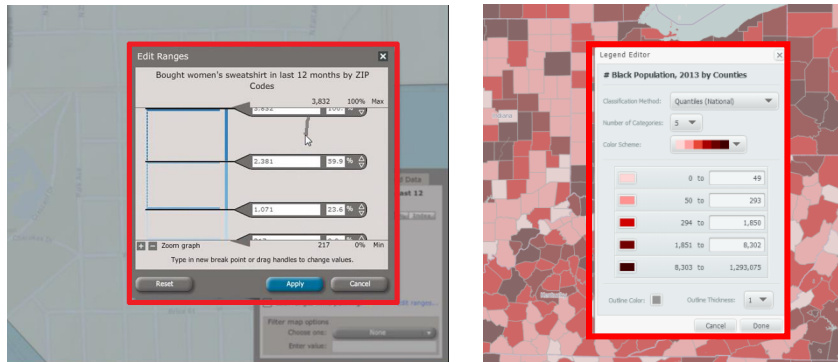 Edit Ranges
Bought women's sweatshirt in last 12 months by ZIP
Codes
3,832 100% Max
2.381 59.9 %
1.071 23.6 %
Zoom graph 217 0% Min
Type in new break point or drag handles to change values.
Reset Apply Cancel
Filter map options
Choose one: None
Enter value:
Legend Editor
# Black Population, 2013 by Counties
Classification Method: Quantiles (National)
Number of Categories: 5
Color Scheme:
0 to 49
50 to 293
294 to 1,850
1,851 to 8,302
8,303 to 1,293,075
Outline Color: Outline Thickness: 1
Cancel Done